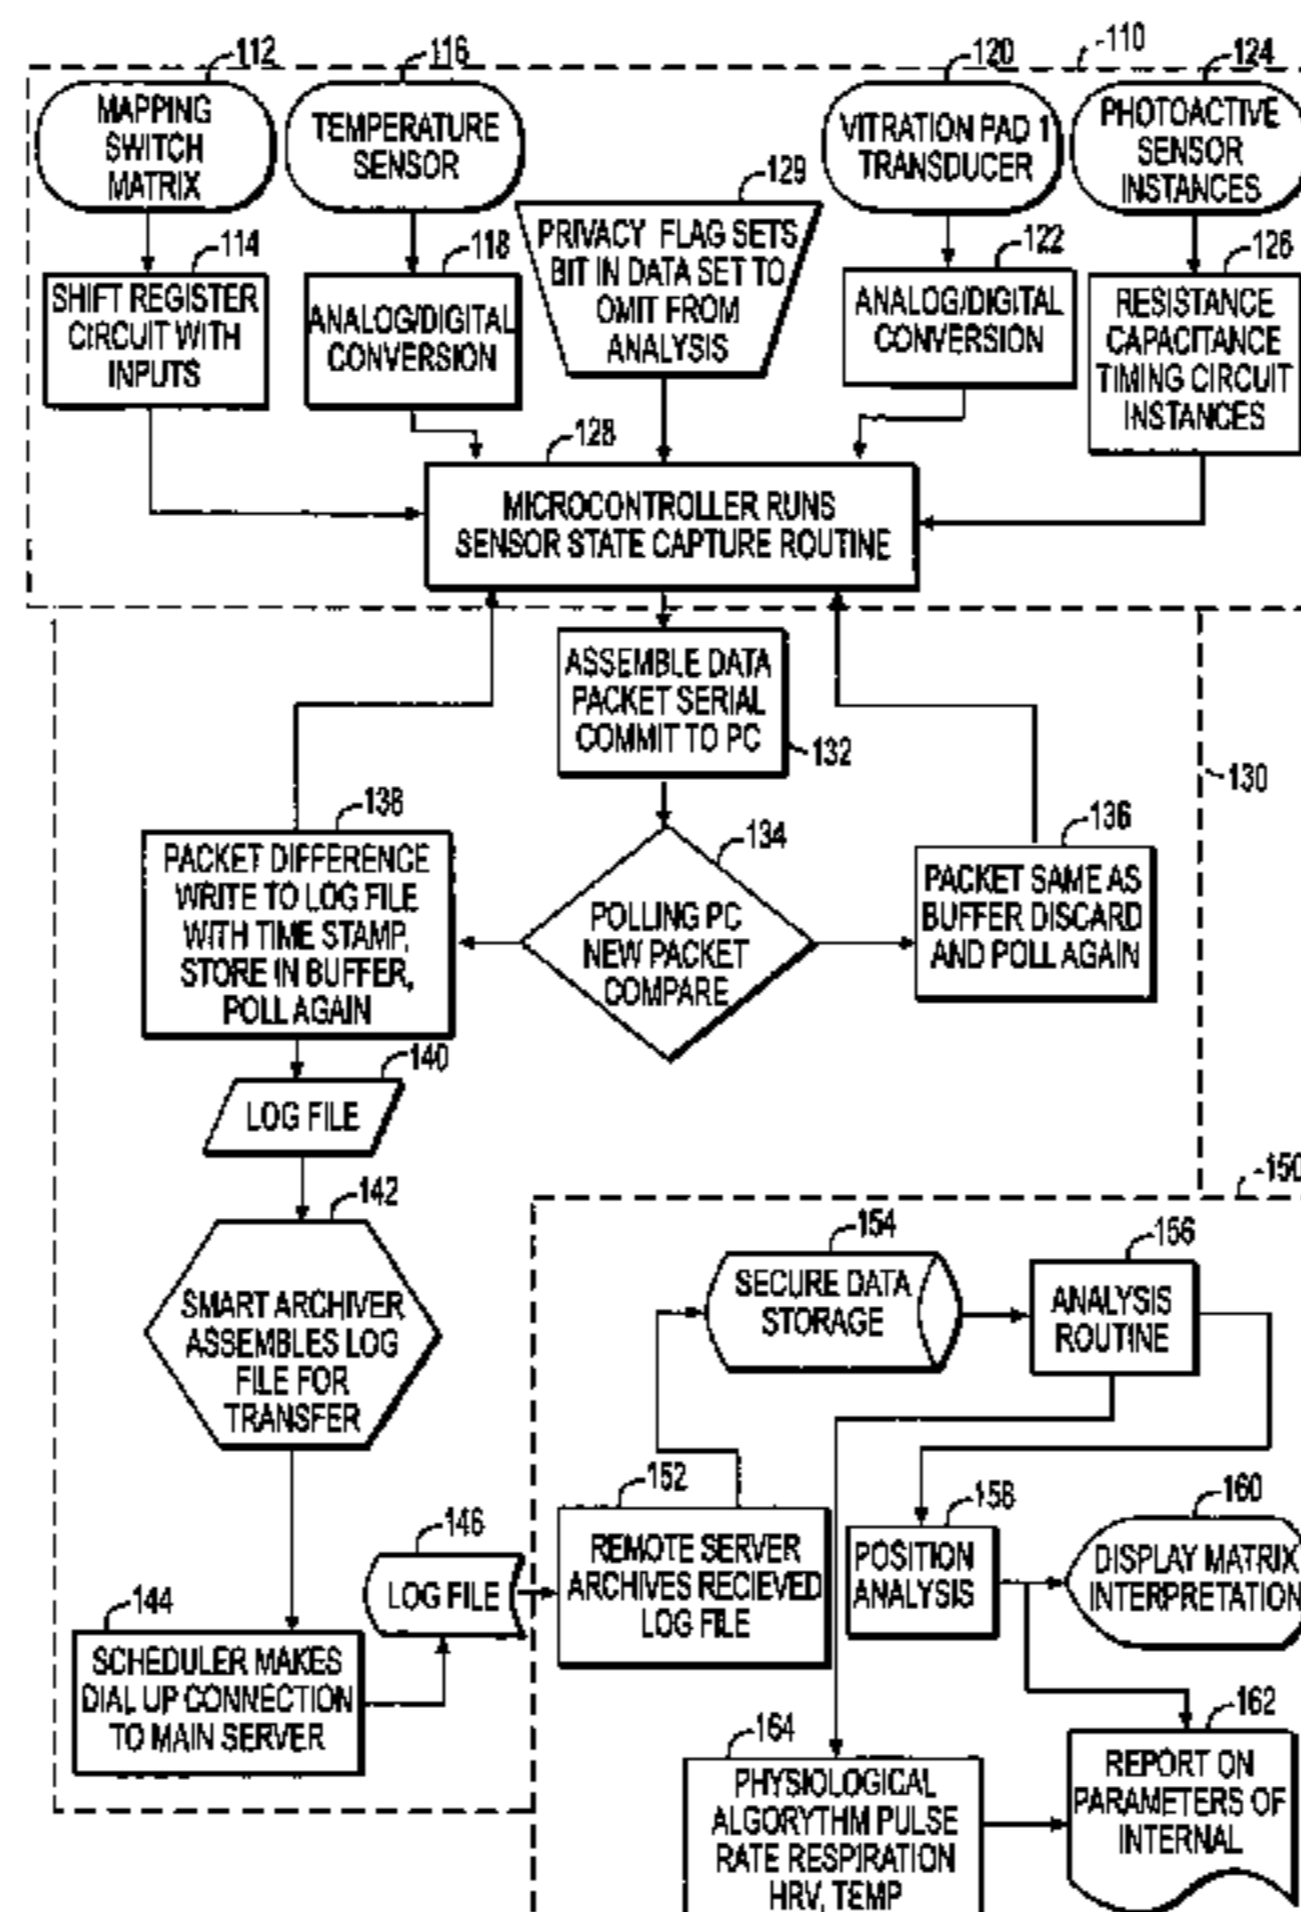 112
116
120
110
124
MAPPING
SWITCH
MATRIX
TEMPERATURE
SENSOR
VITRATION PAD 1
TRANSDUCER
PHOTOACTIVE
SENSOR
INSTANCES
129
PRIVACY FLAG SETS
BIT IN DATA SET TO
OMIT FROM
ANALYSIS
114
118
122
126
SHIFT REGISTER
CIRCUIT WITH
INPUTS
ANALOG/DIGITAL
CONVERSION
ANALOG/DIGITAL
CONVERSION
RESISTANCE
CAPACITANCE
TIMING CIRCUIT
INSTANCES
128
MICROCONTROLLER RUNS
SENSOR STATE CAPTURE ROUTINE
ASSEMBLE DATA
PACKET SERIAL
COMMIT TO PC
132
130
138
134
136
PACKET DIFFERENCE
WRITE TO LOG FILE
WITH TIME STAMP,
STORE IN BUFFER,
POLL AGAIN
POLLING PC
NEW PACKET
COMPARE
PACKET SAME AS
BUFFER DISCARD
AND POLL AGAIN
140
LOG FILE
142
150
SMART ARCHIVER
ASSEMBLES LOG
FILE FOR
TRANSFER
154
SECURE DATA
STORAGE
156
ANALYSIS
ROUTINE
144
SCHEDULER MAKES
DIAL UP CONNECTION
TO MAIN SERVER
146
LOG FILE
152
REMOTE SERVER
ARCHIVES RECIEVED
LOG FILE
158
POSITION
ANALYSIS
160
DISPLAY MATRIX
INTERPRETATION
164
PHYSIOLOGICAL
ALGORYTHM PULSE
RATE RESPIRATION
HRV, TEMP
162
REPORT ON
PARAMETERS OF
INTERNAL